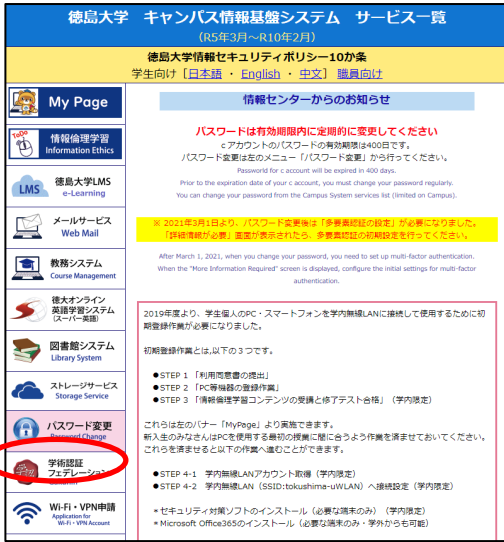 徳島大学 キャンパス情報基盤システム サービス一覧
(R5年3月~R10年2月)
徳島大学情報セキュリティポリシー10か条
学生向け [日本語 ・ English ・ 中文] 職員向け
My Page
ToDo
情報倫理学習
Information Ethics
LMS
徳島大学LMS
e-Learning
メールサービス
Web Mail
教務システム
Course Management
徳大オンライン
英語学習システム
(スーパー英語)
図書館システム
Library System
ストレージサービス
Storage Service
パスワード変更
Password Change
学術認証
フェデレーション
Wi-Fi・VPN申請
Application for
Wi-Fi・VPN Account
情報センターからのお知らせ
パスワードは有効期限内に定期的に変更してください
c アカウントのパスワードの有効期限は400日です。
パスワード変更は左のメニュー「パスワード変更」から行ってください。
Passworld for c account will be expired in 400 days.
Prior to the expiration date of your c account, you must change your password regularly.
You can change your password from the Campus System services list (limited on Campus).
※ 2021年3月1日より、パスワード変更後は「多要素認証の設定」が必要になりました。
「詳細情報が必要」画面が表示されたら、多要素認証の初期設定を行ってください。
After March 1, 2021, when you change your password, you need to set up multi-factor authentication.
When the "More Information Required" screen is displayed, configure the initial settings for multi-factor
authentication.
2019年度より、学生個人のPC・スマートフォンを学内無線LANに接続して使用するために初
期登録作業が必要になりました。
初期登録作業とは,以下の3つです。
●STEP 1 「利用同意書の提出」
●STEP 2 「PC等機器の登録作業」
●STEP 3 「情報倫理学習コンテンツの受講と修了テスト合格」(学内限定)
これらは左のバナー「MyPage」より実施できます。
新入生のみなさんはPCを使用する最初の授業に間に合うよう作業を済ませておいてください。
これらを済ませると以下の作業へ進むことができます。
●STEP 4-1 学内無線LANアカウント取得(学内限定)
●STEP 4-2 学内無線LAN(SSID:tokushima-uWLAN)へ接続設定(学内限定)
*セキュリティ対策ソフトのインストール(必要な端末のみ)(学内限定)
*Microsoft Office365のインストール(必要な端末のみ・学外からも可能)